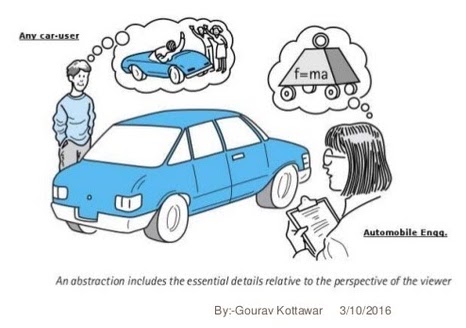 Any car-user
f=ma
Automobile Engg.
An abstraction includes the essential details relative to the perspective of the viewer
By:-Gourav Kottawar 3/10/2016